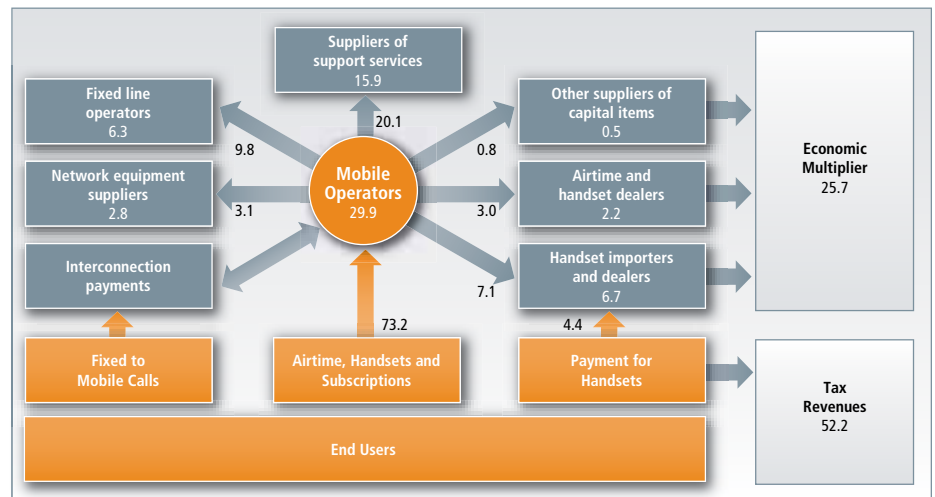 Suppliers of
support services
15.9
Fixed line
operators
6.3
20.1
Other suppliers of
capital items
0.5
9.8
0.8
Economic
Multiplier
25.7
Mobile
Operators
29.9
Network equipment
suppliers
2.8
3.1
3.0
Airtime and
handset dealers
2.2
Interconnection
payments
7.1
Handset importers
and dealers
6.7
73.2
4.4
Fixed to
Mobile Calls
Airtime, Handsets and
Subscriptions
Payment for
Handsets
Tax
Revenues
52.2
End Users